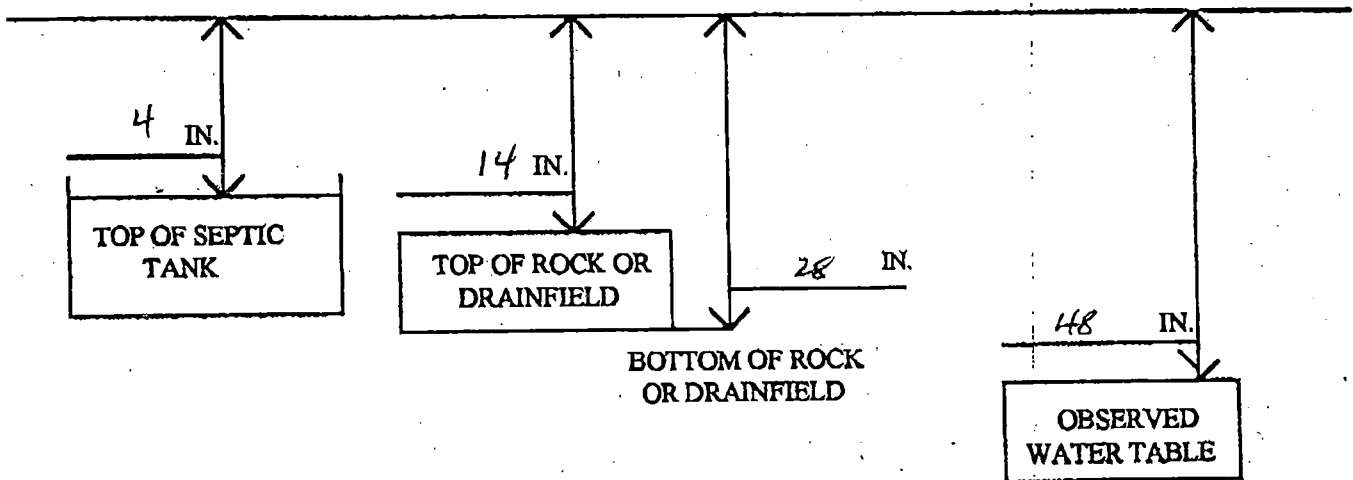 4 IN.
TOP OF SEPTIC
TANK
14 IN.
TOP OF ROCK OR
DRAINFIELD
28 IN.
BOTTOM OF ROCK
OR DRAINFIELD
48 IN.
OBSERVED
WATER TABLE